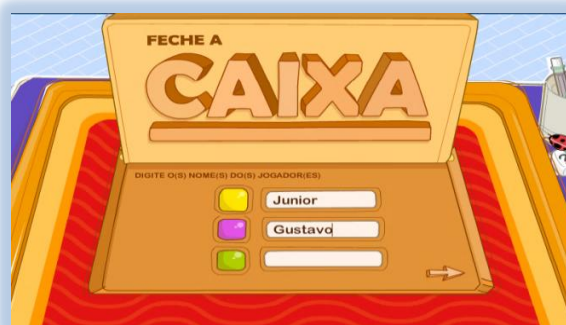 FECHE A
CAIXA
DIGITE O(S) NOME(S) DO(S) JOGADOR(ES)
Junior
Gustavo